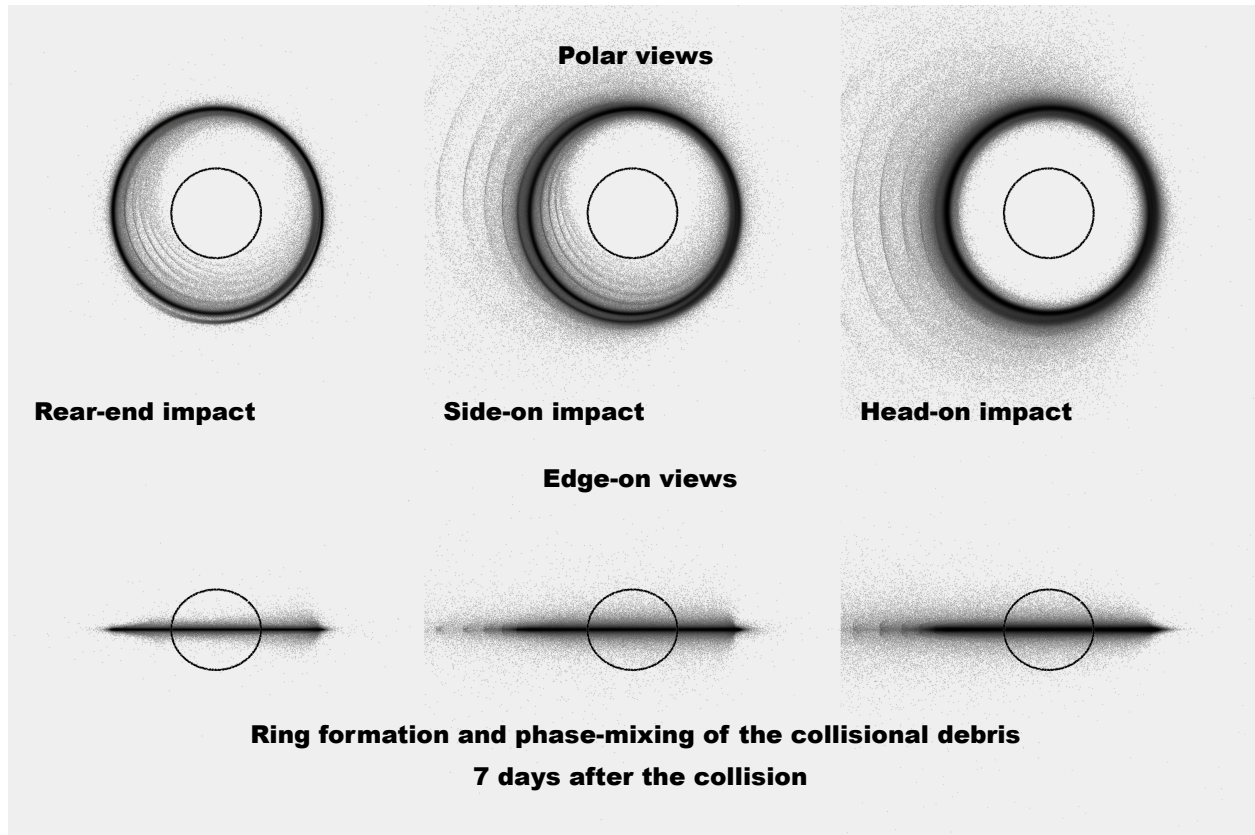 Polar views
Rear-end impact
Side-on impact
Head-on impact
Edge-on views
Ring formation and phase-mixing of the collisional debris
7 days after the collision